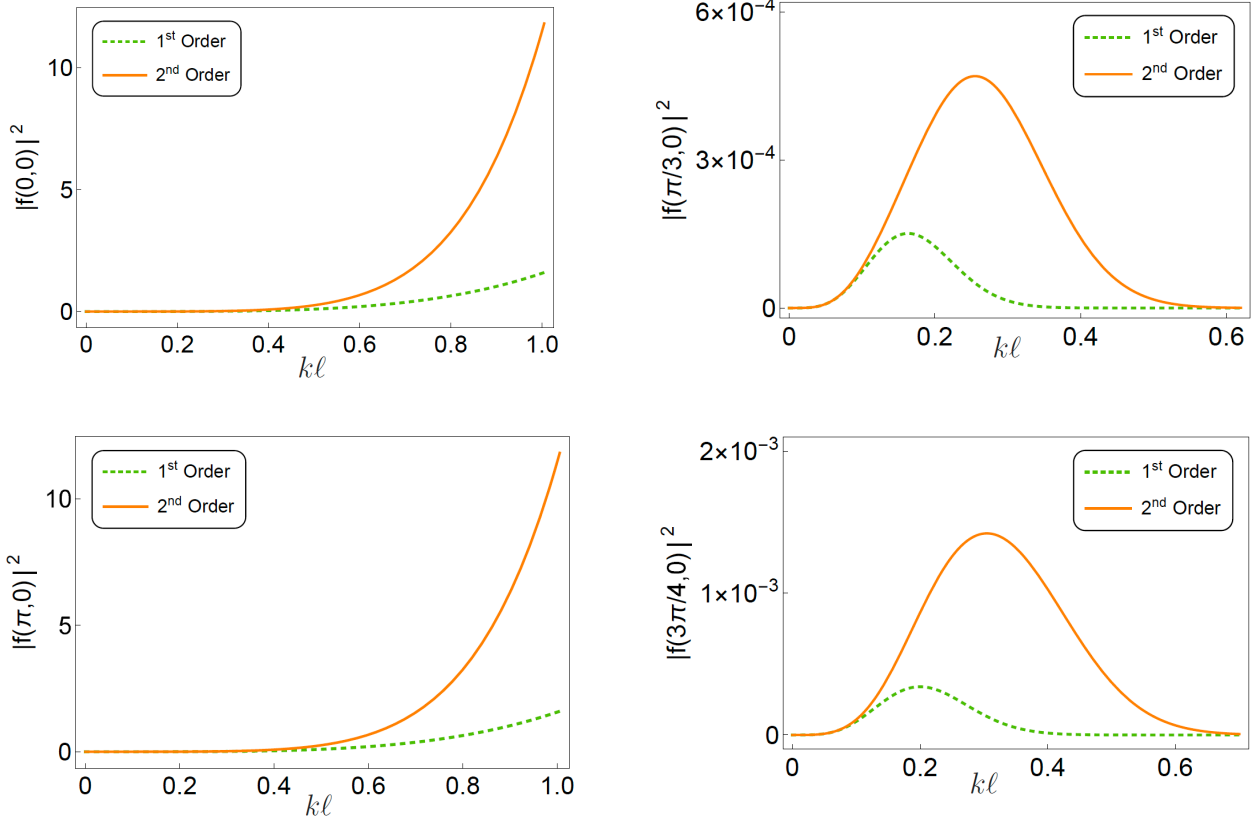 |f(0,0)|²
10
5
0
1st Order
2nd Order
0 0.2 0.4 0.6 0.8 1.0
kℓ
|f(π/3,0)|²
6×10⁻⁴
3×10⁻⁴
0
1st Order
2nd Order
0 0.2 0.4 0.6
kℓ
|f(π,0)|²
10
5
0
1st Order
2nd Order
0 0.2 0.4 0.6 0.8 1.0
kℓ
|f(3π/4,0)|²
2×10⁻³
1×10⁻³
0
1st Order
2nd Order
0 0.2 0.4 0.6
kℓ